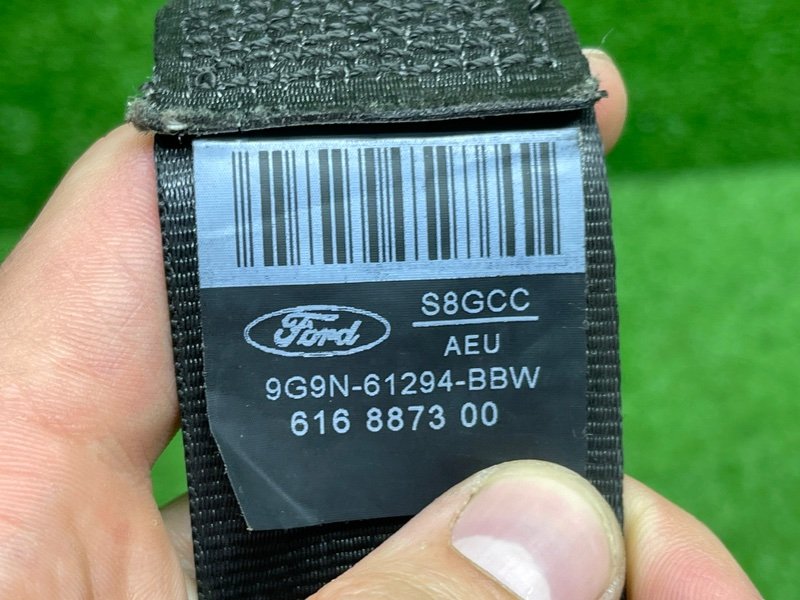 S8GCC
Ford
AEU
9G9N-61294-BBW
616 8873 00